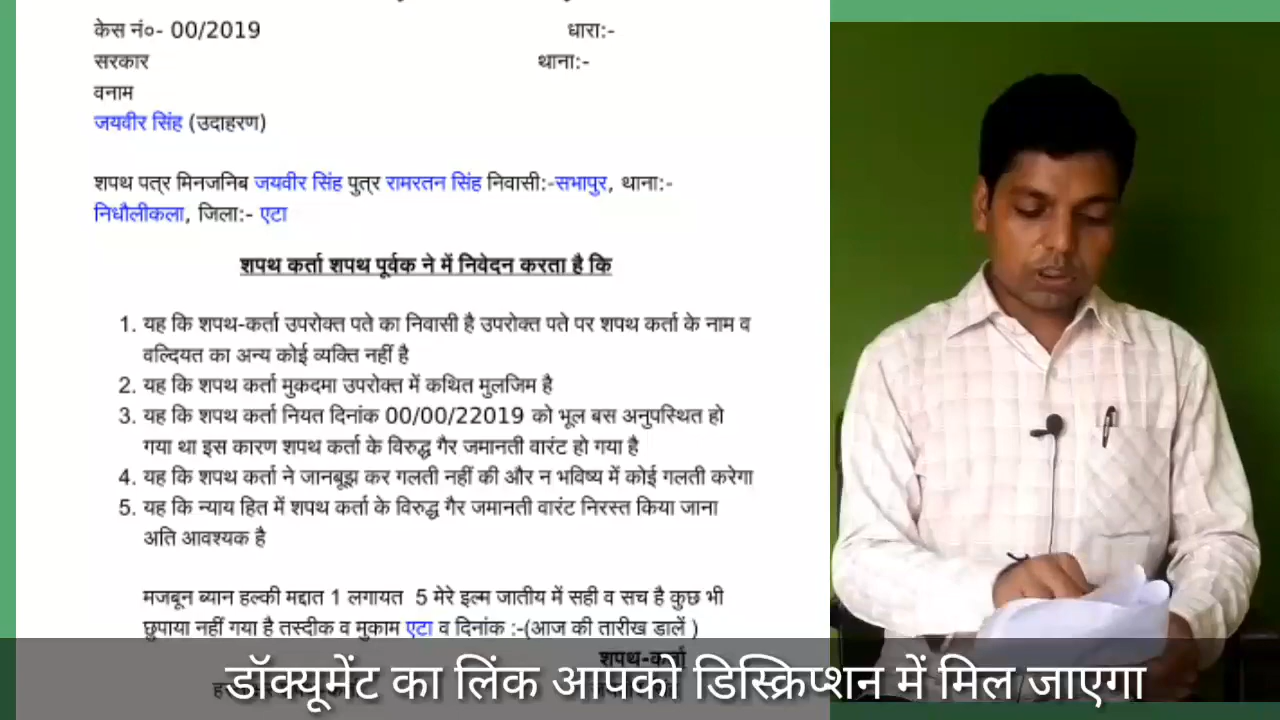 केस नं०- 00/2019 धारा:-
सरकार थाना:-
वनाम
जयवीर सिंह (उदाहरण)
शपथ पत्र मिनजनिब जयवीर सिंह पुत्र रामरतन सिंह निवासी:-सभापुर, थाना:-
निधौलीकला, जिला:- एटा
शपथ कर्ता शपथ पूर्वक ने में निवेदन करता है कि
1. यह कि शपथ-कर्ता उपरोक्त पते का निवासी है उपरोक्त पते पर शपथ कर्ता के नाम व
वल्दियत का अन्य कोई व्यक्ति नहीं है
2. यह कि शपथ कर्ता मुकदमा उपरोक्त में कथित मुलजिम है
3. यह कि शपथ कर्ता नियत दिनांक 00/00/22019 को भूल बस अनुपस्थित हो
गया था इस कारण शपथ कर्ता के विरुद्ध गैर जमानती वारंट हो गया है
4. यह कि शपथ कर्ता ने जानबूझ कर गलती नहीं की और न भविष्य में कोई गलती करेगा
5. यह कि न्याय हित में शपथ कर्ता के विरुद्ध गैर जमानती वारंट निरस्त किया जाना
अति आवश्यक है
मजबून ब्यान हल्की मद्दात 1 लगायत 5 मेरे इल्म जातीय में सही व सच है कुछ भी
छुपाया नहीं गया है तस्दीक व मुकाम एटा व दिनांक :-(आज की तारीख डालें )
शपथ-कर्ता
डॉक्यूमेंट का लिंक आपको डिस्क्रिप्शन में मिल जाएगा